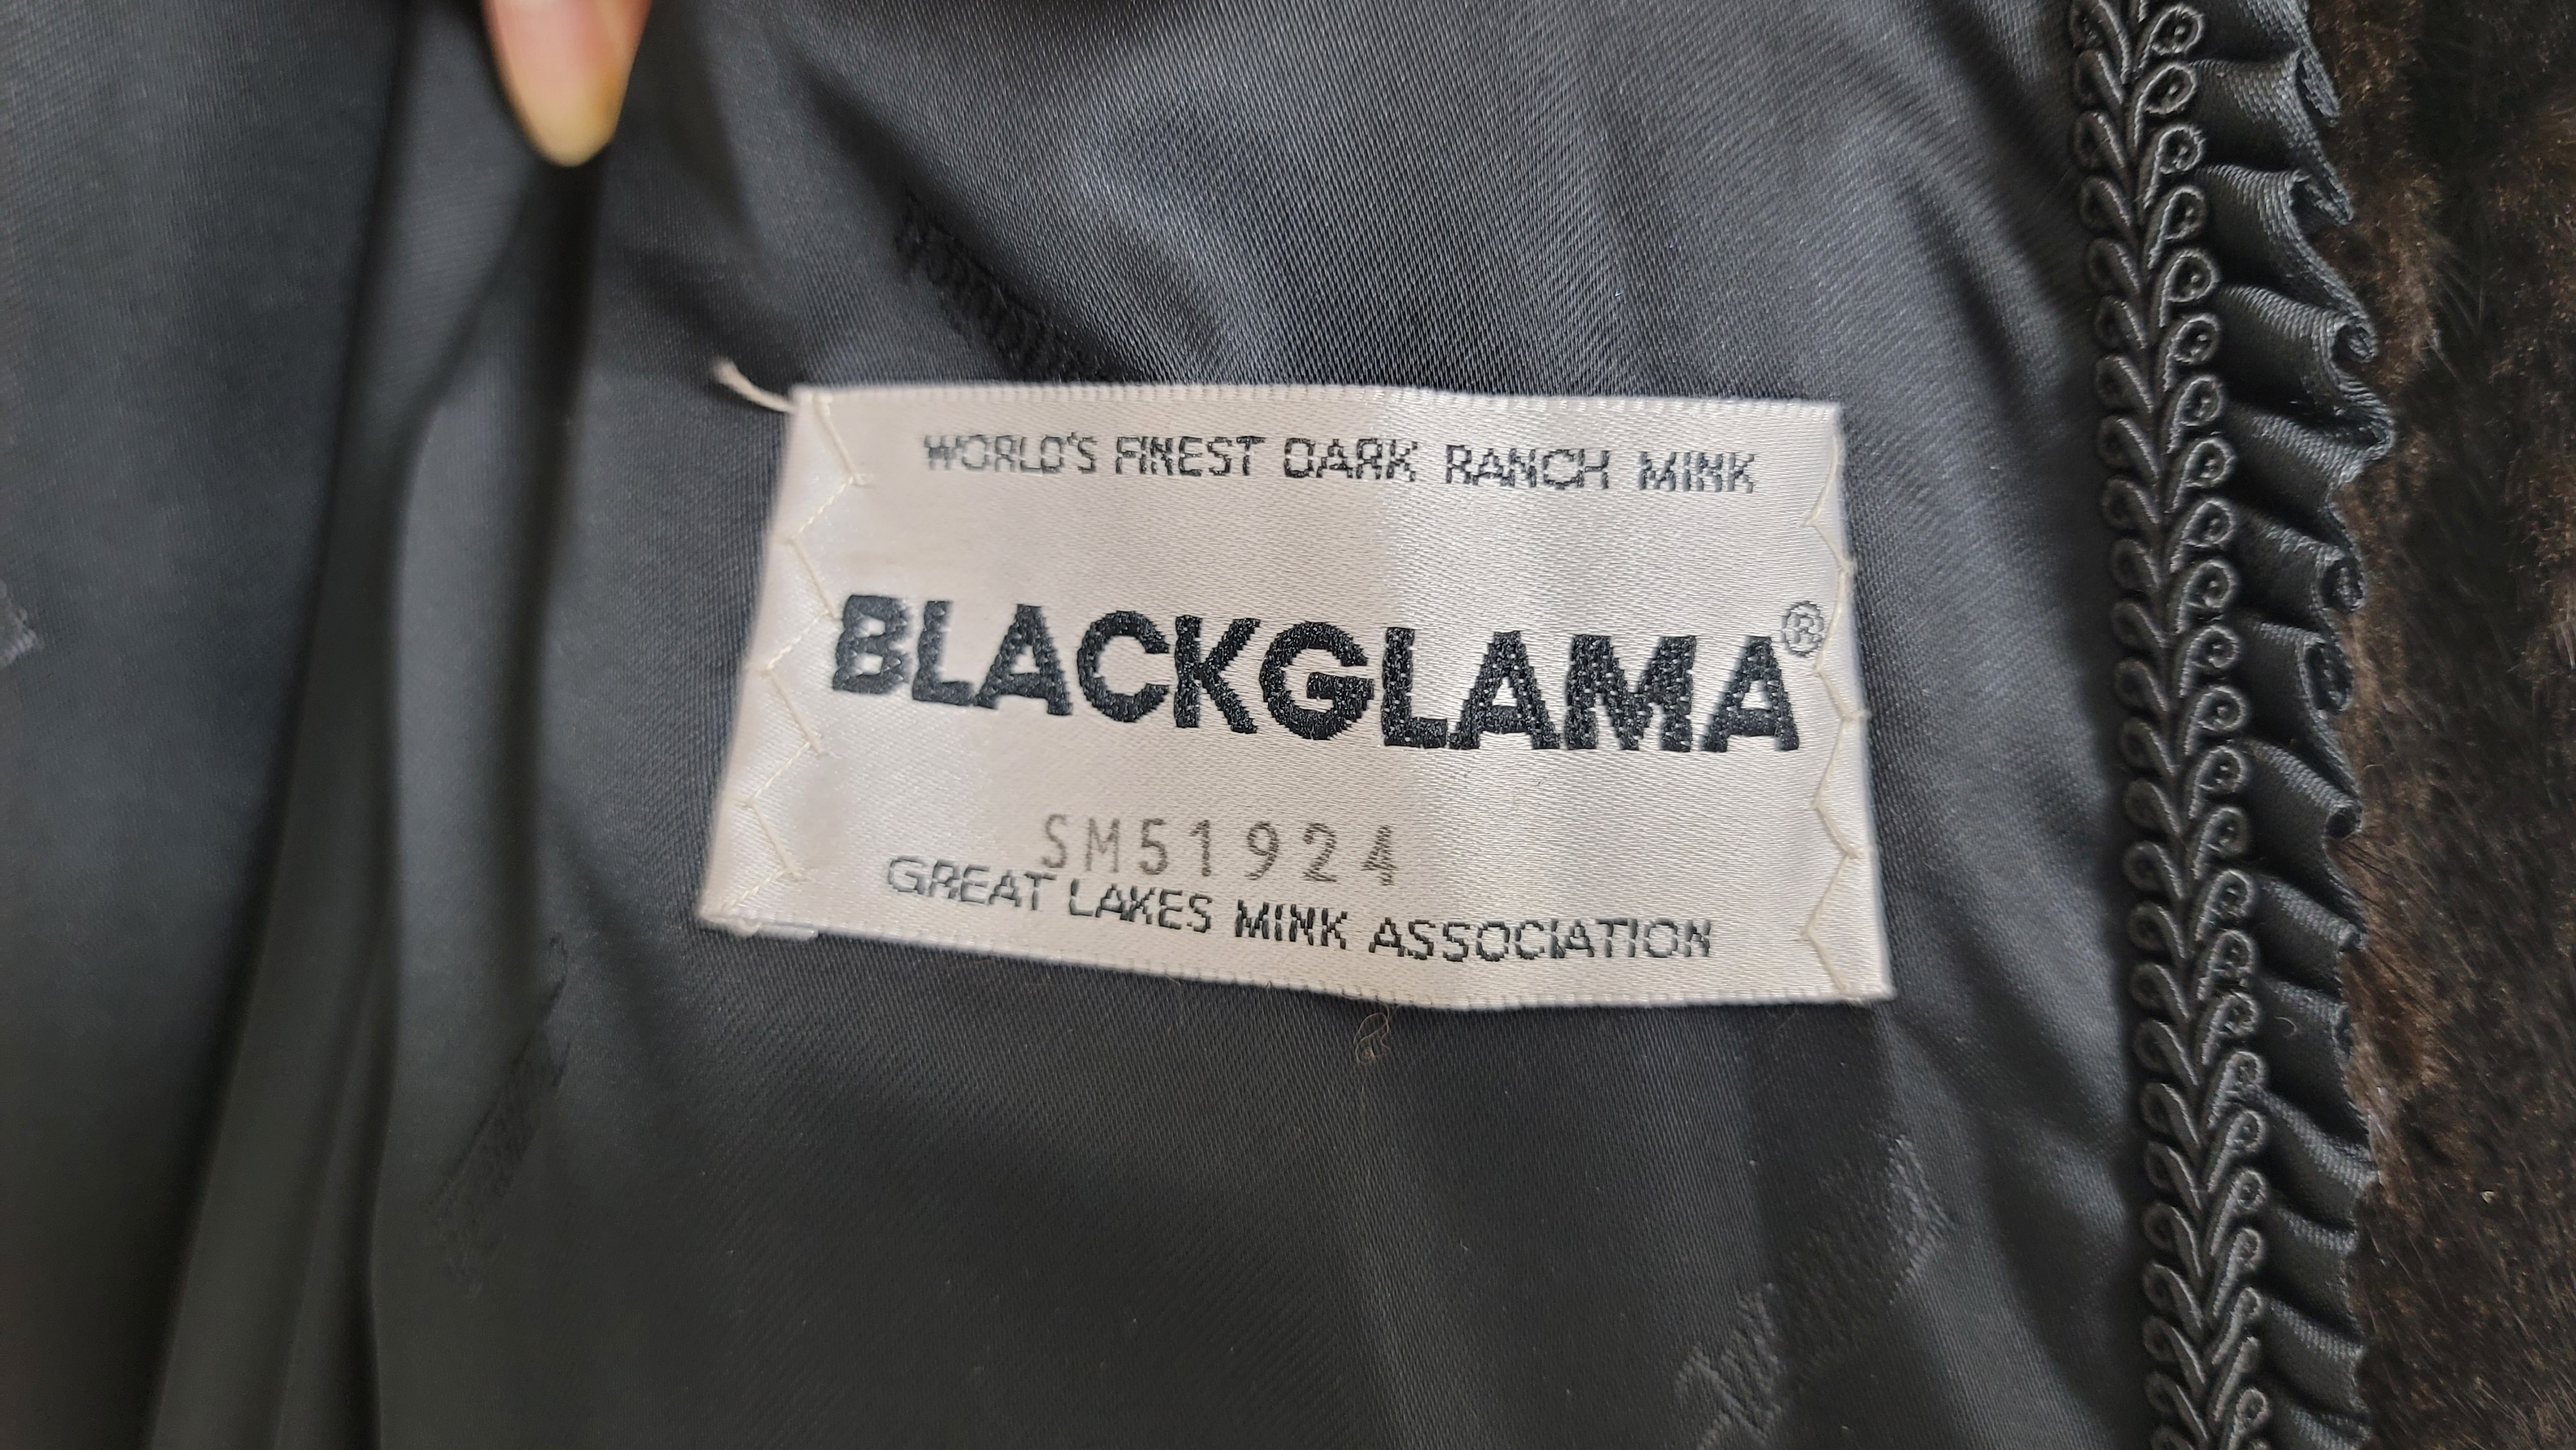 WORLD'S FINEST DARK RANCH MINK
BLACKGLAMA®
SM51924
GREAT LAKES MINK ASSOCIATION